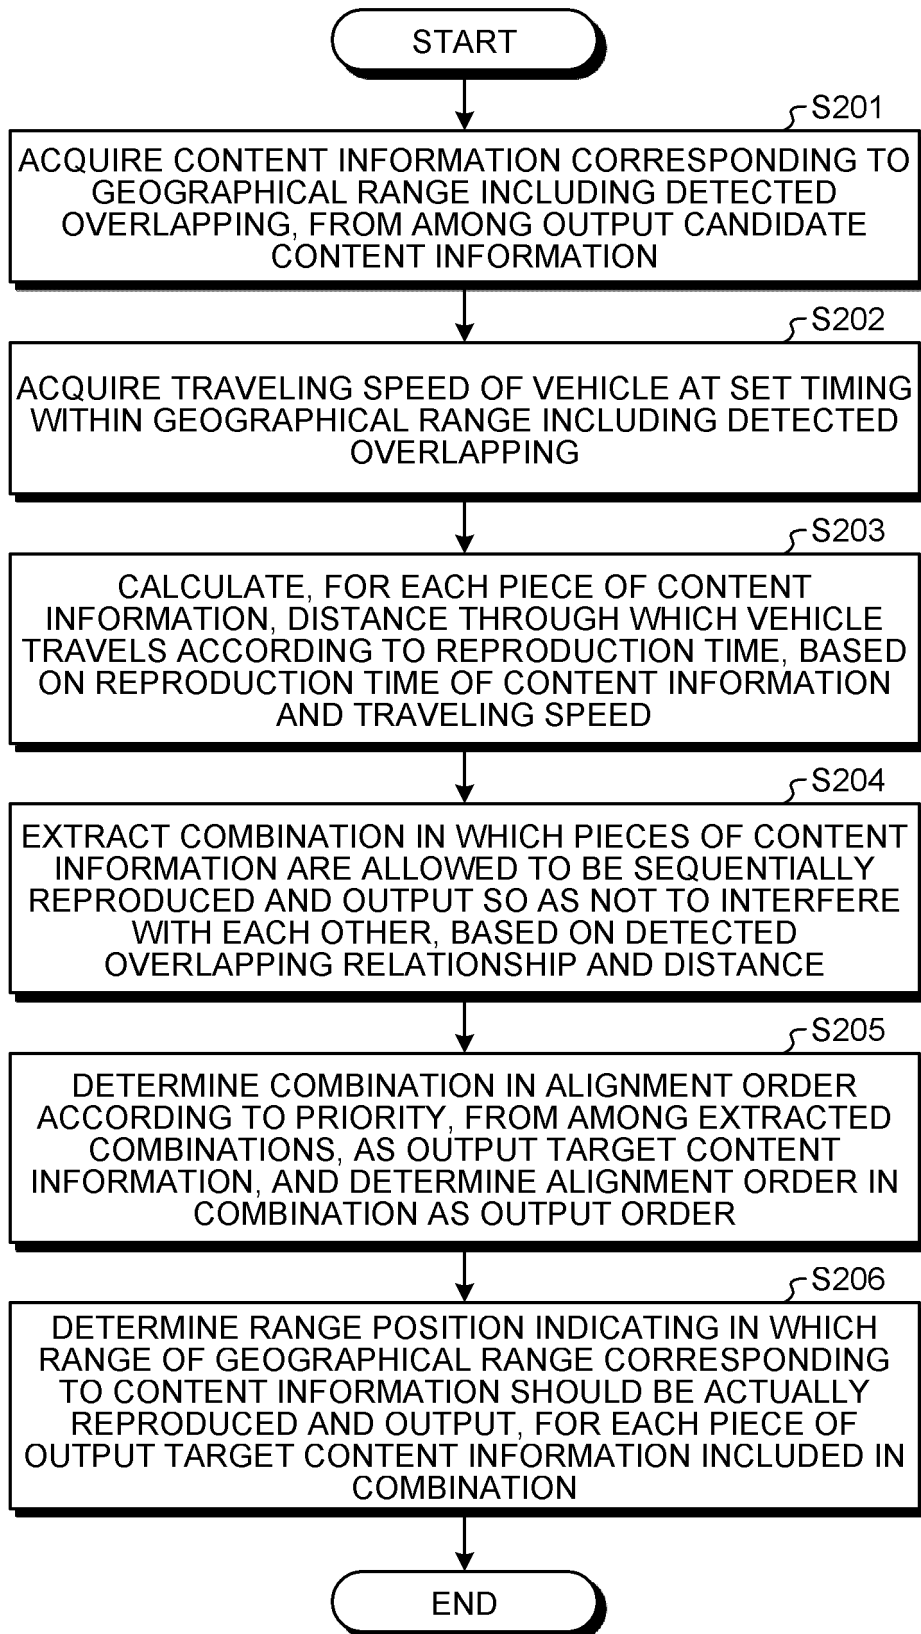 START
S201
ACQUIRE CONTENT INFORMATION CORRESPONDING TO
GEOGRAPHICAL RANGE INCLUDING DETECTED
OVERLAPPING, FROM AMONG OUTPUT CANDIDATE
CONTENT INFORMATION
S202
ACQUIRE TRAVELING SPEED OF VEHICLE AT SET TIMING
WITHIN GEOGRAPHICAL RANGE INCLUDING DETECTED
OVERLAPPING
S203
CALCULATE, FOR EACH PIECE OF CONTENT
INFORMATION, DISTANCE THROUGH WHICH VEHICLE
TRAVELS ACCORDING TO REPRODUCTION TIME, BASED
ON REPRODUCTION TIME OF CONTENT INFORMATION
AND TRAVELING SPEED
S204
EXTRACT COMBINATION IN WHICH PIECES OF CONTENT
INFORMATION ARE ALLOWED TO BE SEQUENTIALLY
REPRODUCED AND OUTPUT SO AS NOT TO INTERFERE
WITH EACH OTHER, BASED ON DETECTED
OVERLAPPING RELATIONSHIP AND DISTANCE
S205
DETERMINE COMBINATION IN ALIGNMENT ORDER
ACCORDING TO PRIORITY, FROM AMONG EXTRACTED
COMBINATIONS, AS OUTPUT TARGET CONTENT
INFORMATION, AND DETERMINE ALIGNMENT ORDER IN
COMBINATION AS OUTPUT ORDER
S206
DETERMINE RANGE POSITION INDICATING IN WHICH
RANGE OF GEOGRAPHICAL RANGE CORRESPONDING
TO CONTENT INFORMATION SHOULD BE ACTUALLY
REPRODUCED AND OUTPUT, FOR EACH PIECE OF
OUTPUT TARGET CONTENT INFORMATION INCLUDED IN
COMBINATION
END